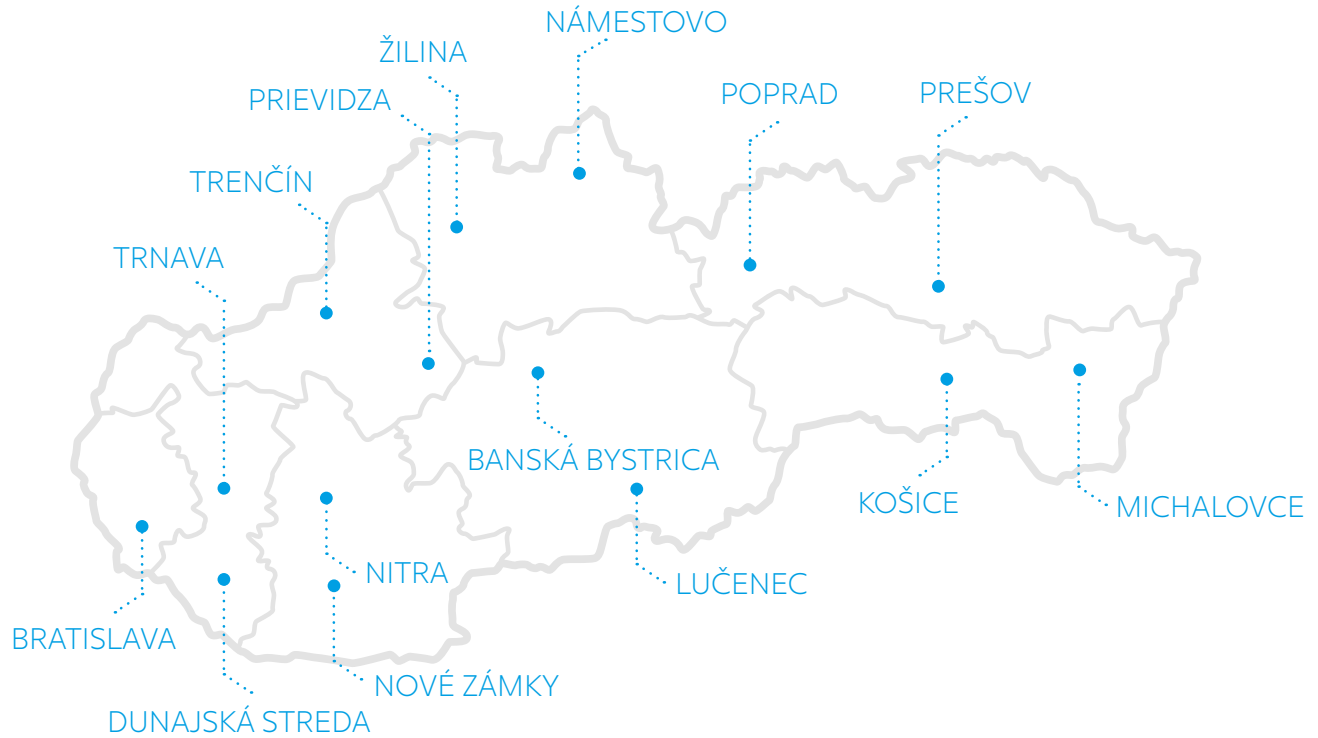 NÁMESTOVO
ŽILINA
PRIEVIDZA
POPRAD
PREŠOV
TRENČÍN
TRNAVA
BANSKÁ BYSTRICA
KOŠICE
MICHALOVCE
NITRA
LUČENEC
BRATISLAVA
NOVÉ ZÁMKY
DUNAJSKÁ STREDA